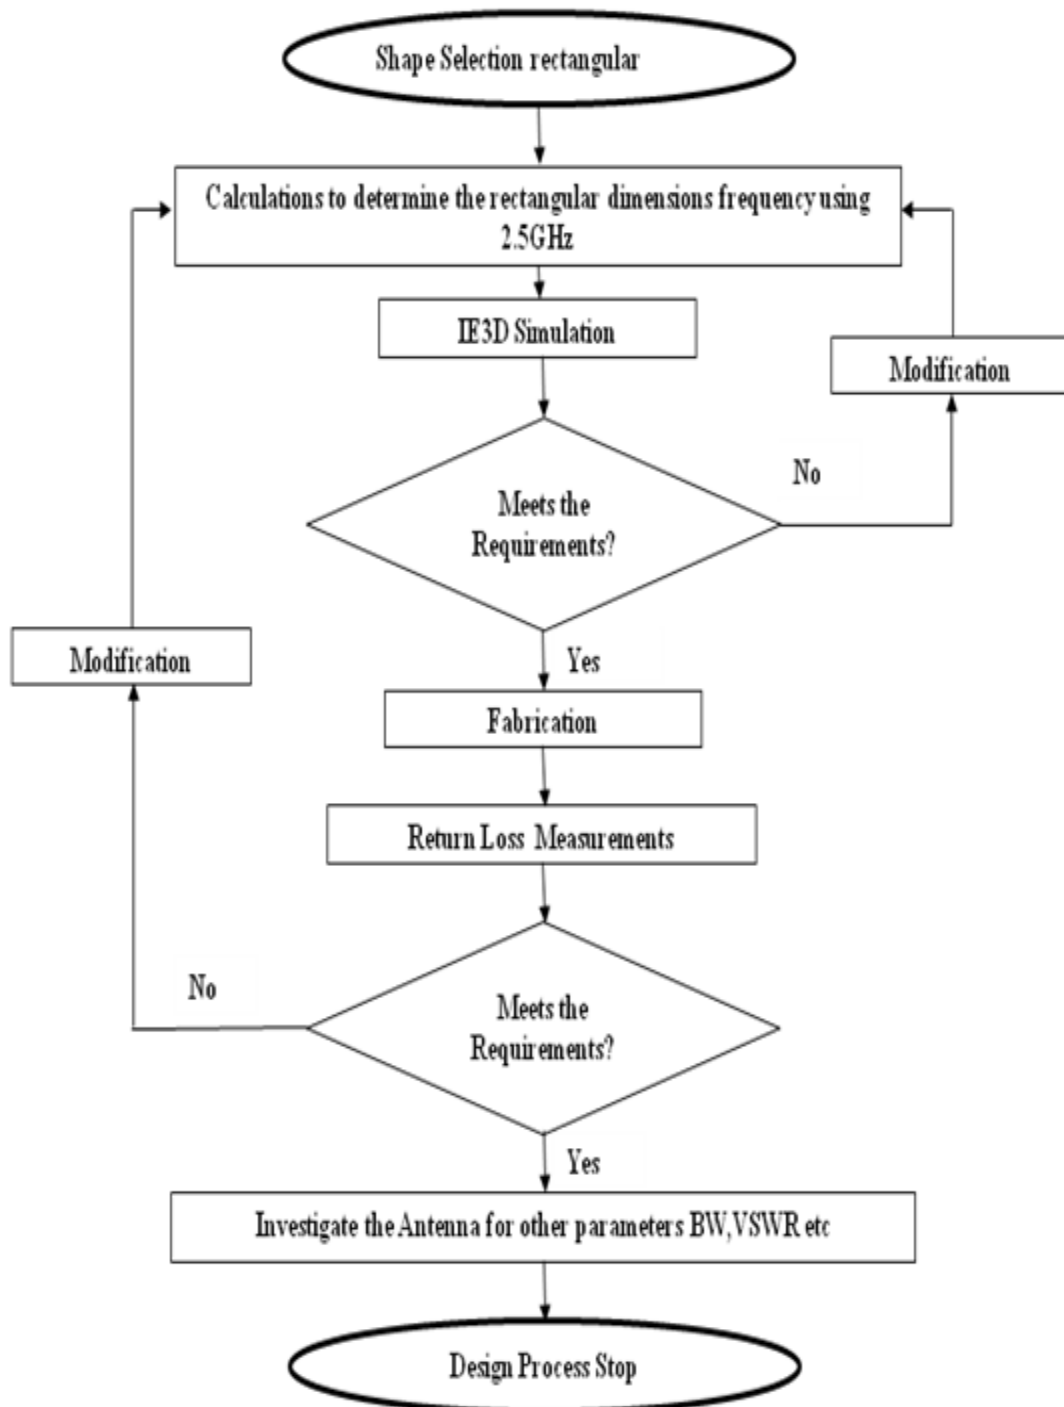 Shape Selection rectangular
Calculations to determine the rectangular dimensions frequency using
2.5GHz
IE3D Simulation
Modification
No
Meets the
Requirements?
Modification
Yes
Fabrication
Return Loss Measurements
No
Meets the
Requirements?
Yes
Investigate the Antenna for other parameters BW,VSWR etc
Design Process Stop